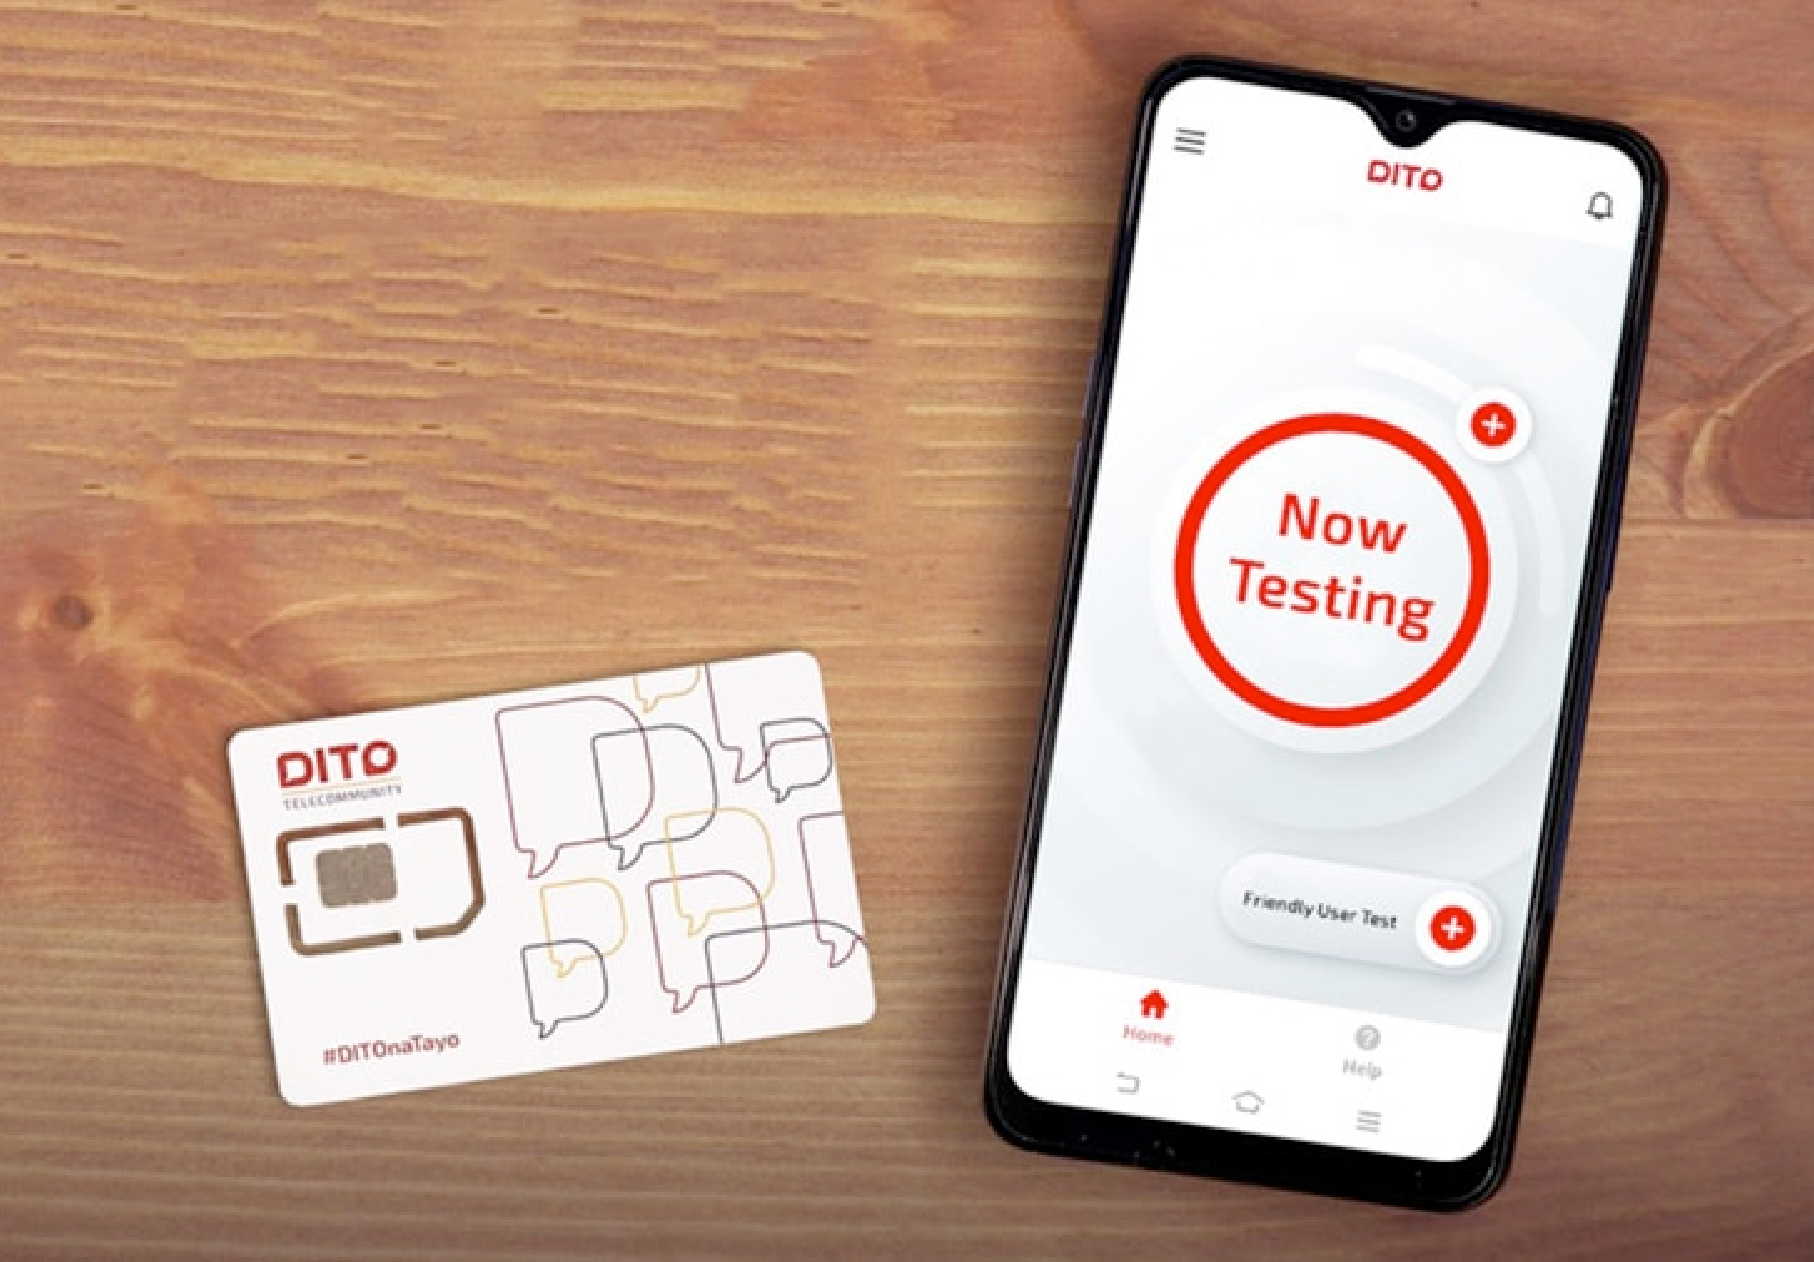 DITO
TELECOMMUNITY
#DITOnaTayo
DITO
Now
Testing
Friendly User Test
Home
Help